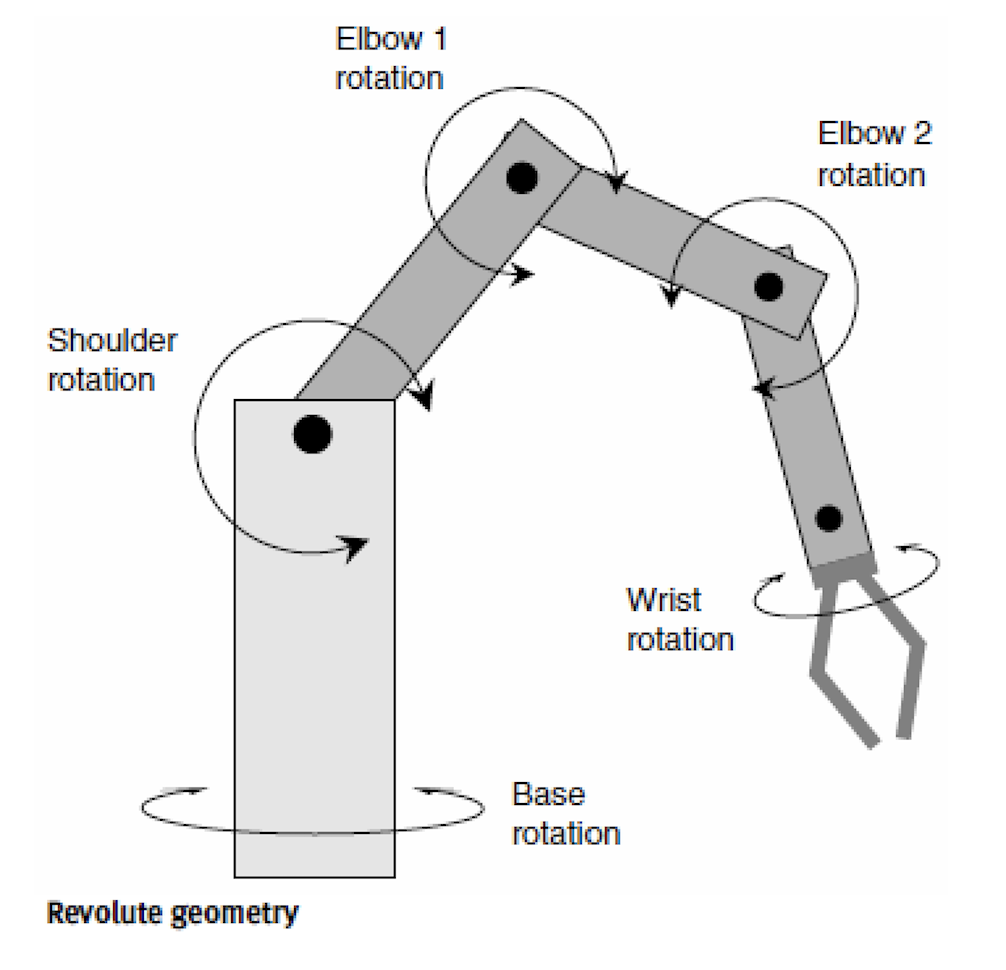 Elbow 1
rotation
Elbow 2
rotation
Shoulder
rotation
Wrist
rotation
Base
rotation
Revolute geometry